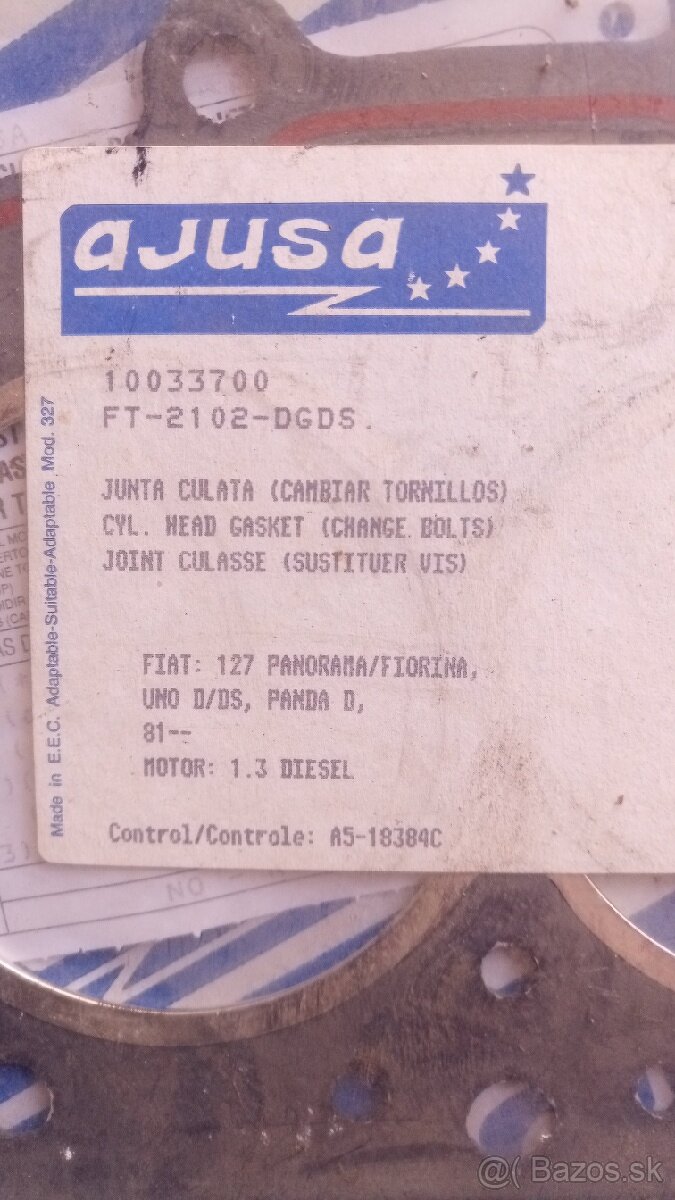 ajusa
10033700
FT-2102-DGDS.
JUNTA CULATA (CAMBIAR TORNILLOS)
CYL. HEAD GASKET (CHANGE BOLTS)
JOINT CULASSE (SUSTITUER VIS)
FIAT: 127 PANORAMA/FIORINA,
UNO D/DS, PANDA D,
81--
MOTOR: 1.3 DIESEL
Control/Controle: A5-18384C
Made in E.E.C. Adaptable-Suitable-Adaptable Mod. 327
NO
@( Bazos.sk